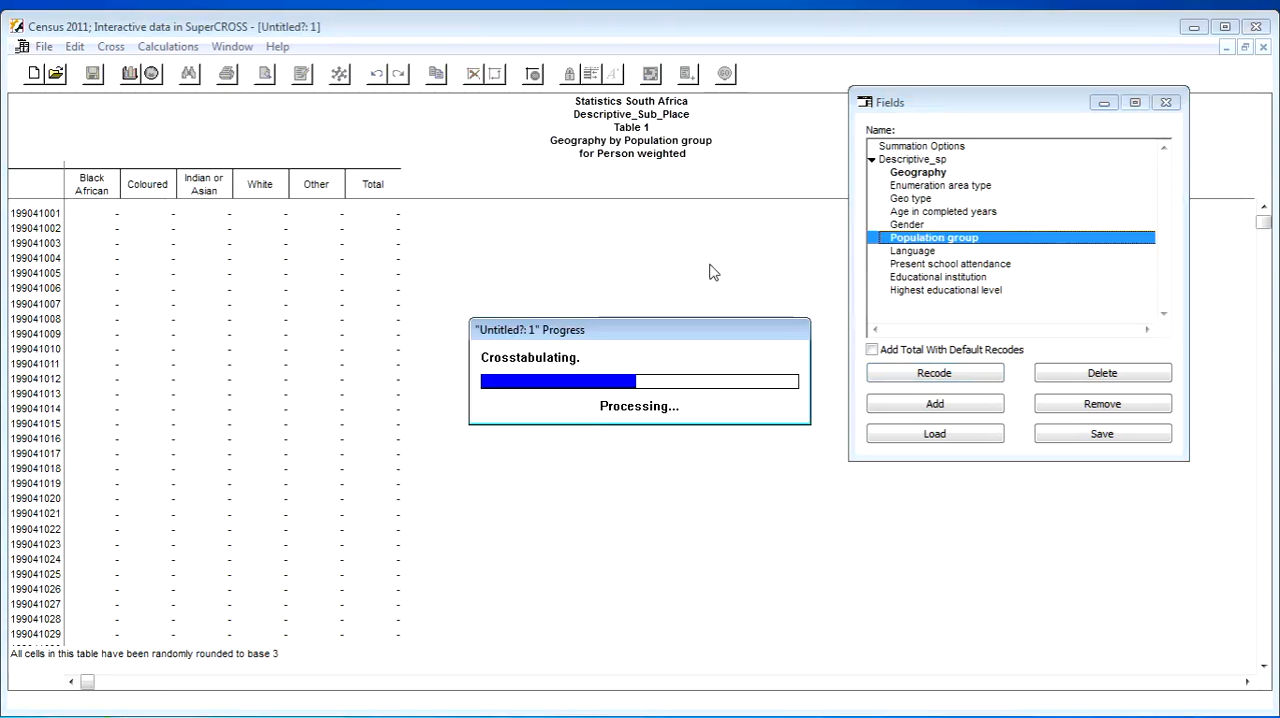 Census 2011; Interactive data in SuperCROSS - [Untitled?: 1]
File Edit Cross Calculations Window Help
Statistics South Africa
Descriptive_Sub_Place
Table 1
Geography by Population group
for Person weighted
Black African Coloured Indian or Asian White Other Total
199041001 - - - - - -
199041002 - - - - - -
199041003 - - - - - -
199041004 - - - - - -
199041005 - - - - - -
199041006 - - - - - -
199041007 - - - - - -
199041008 - - - - - -
199041009 - - - - - -
199041010 - - - - - -
199041011 - - - - - -
199041012 - - - - - -
199041013 - - - - - -
199041014 - - - - - -
199041015 - - - - - -
199041016 - - - - - -
199041017 - - - - - -
199041018 - - - - - -
199041019 - - - - - -
199041020 - - - - - -
199041021 - - - - - -
199041022 - - - - - -
199041023 - - - - - -
199041024 - - - - - -
199041025 - - - - - -
199041026 - - - - - -
199041027 - - - - - -
199041028 - - - - - -
199041029 - - - - - -
All cells in this table have been randomly rounded to base 3
"Untitled?: 1" Progress
Crosstabulating.
Processing...
Fields
Name:
Summation Options
Descriptive_sp
Geography
Enumeration area type
Geo type
Age in completed years
Gender
Population group
Language
Present school attendance
Educational institution
Highest educational level
Add Total With Default Recodes
Recode Delete
Add Remove
Load Save